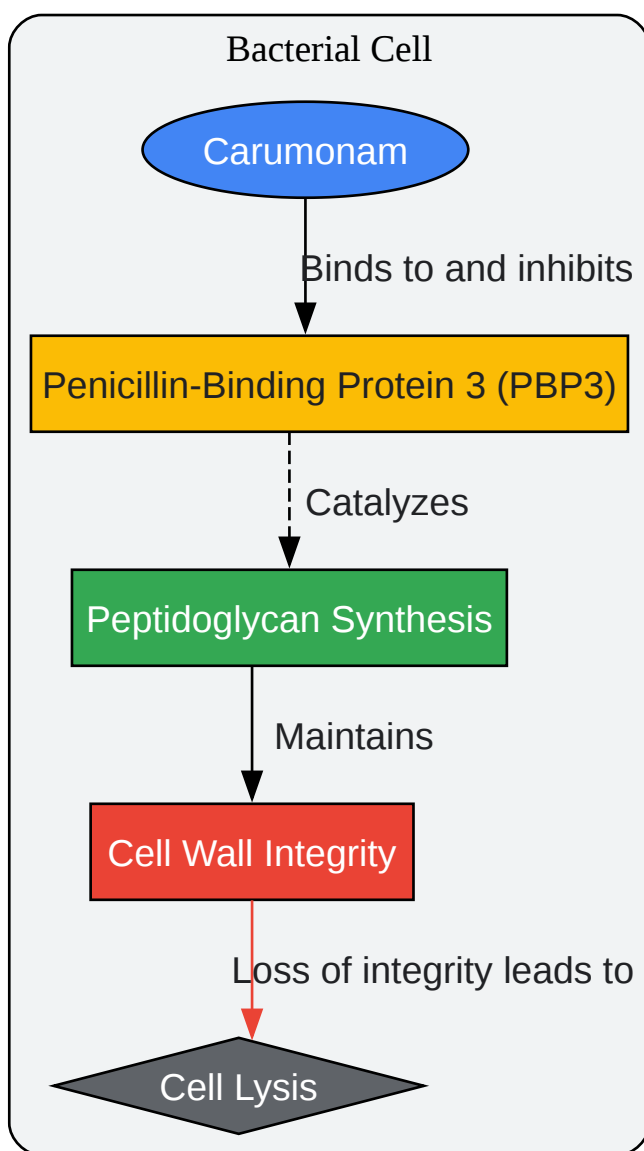 Bacterial Cell
Carumonam
Binds to and inhibits
Penicillin-Binding Protein 3 (PBP3)
Catalyzes
Peptidoglycan Synthesis
Maintains
Cell Wall Integrity
Loss of integrity leads to
Cell Lysis